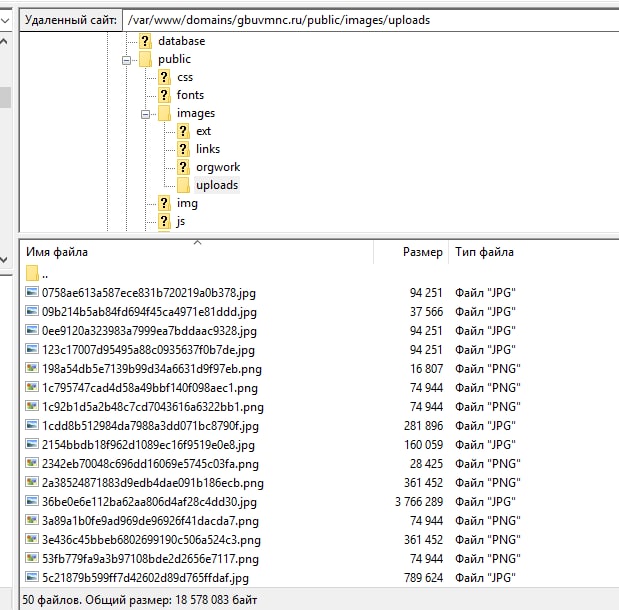 Удаленный сайт: /var/www/domains/gbuvmnc.ru/public/images/uploads
database
public
css
fonts
images
ext
links
orgwork
uploads
img
js
Имя файла Размер Тип файла
..
0758ae613a587ece831b720219a0b378.jpg 94 251 Файл "JPG"
09b214b5ab84fd694f45ca4971e81ddd.jpg 37 566 Файл "JPG"
0ee9120a323983a7999ea7bddaac9328.jpg 94 251 Файл "JPG"
123c17007d95495a88c0935637f0b7de.jpg 94 251 Файл "JPG"
198a54db5e7139b99d34a6631d9f97eb.png 16 807 Файл "PNG"
1c795747cad4d58a49bbf140f098aec1.png 74 944 Файл "PNG"
1c92b1d5a2b48c7cd7043616a6322bb1.png 74 944 Файл "PNG"
1cdd8b512984da7988a3dd071bc8790f.jpg 281 896 Файл "JPG"
2154bbdb18f962d1089ec16f9519e0e8.jpg 160 059 Файл "JPG"
2342eb70048c696dd16069e5745c03fa.png 28 425 Файл "PNG"
2a38524871883d9edb4dae091b186ecb.png 361 452 Файл "PNG"
36be0e6e112ba62aa806d4af28c4dd30.jpg 3 766 289 Файл "JPG"
3a89a1b0fe9ad969de96926f41dacda7.png 74 944 Файл "PNG"
3e436c45bbeb6802699190c506a524c3.png 361 452 Файл "PNG"
53fb779fa9a3b97108bde2d2656e7117.png 74 944 Файл "PNG"
5c21879b599ff7d42602d89d765ffdaf.jpg 789 624 Файл "JPG"
50 файлов. Общий размер: 18 578 083 байт